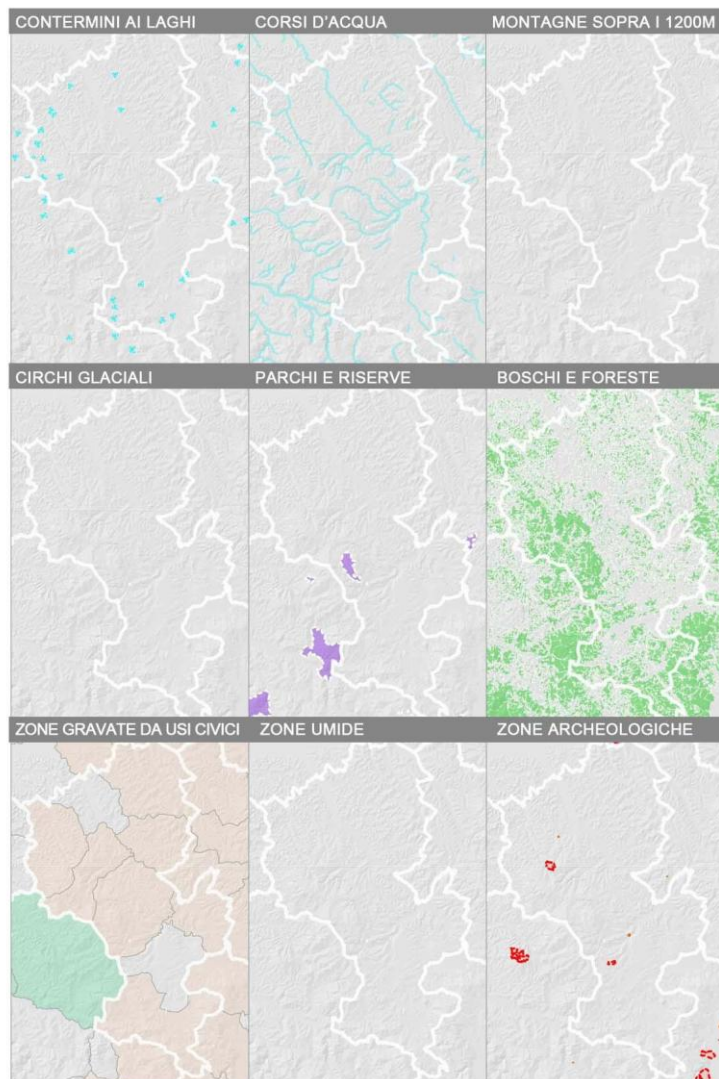 CONTERMINI AI LAGHI
CORSI D'ACQUA
MONTAGNE SOPRA I 1200M
CIRCHI GLACIALI
PARCHI E RISERVE
BOSCHI E FORESTE
ZONE GRAVATE DA USI CIVICI
ZONE UMIDE
ZONE ARCHEOLOGICHE